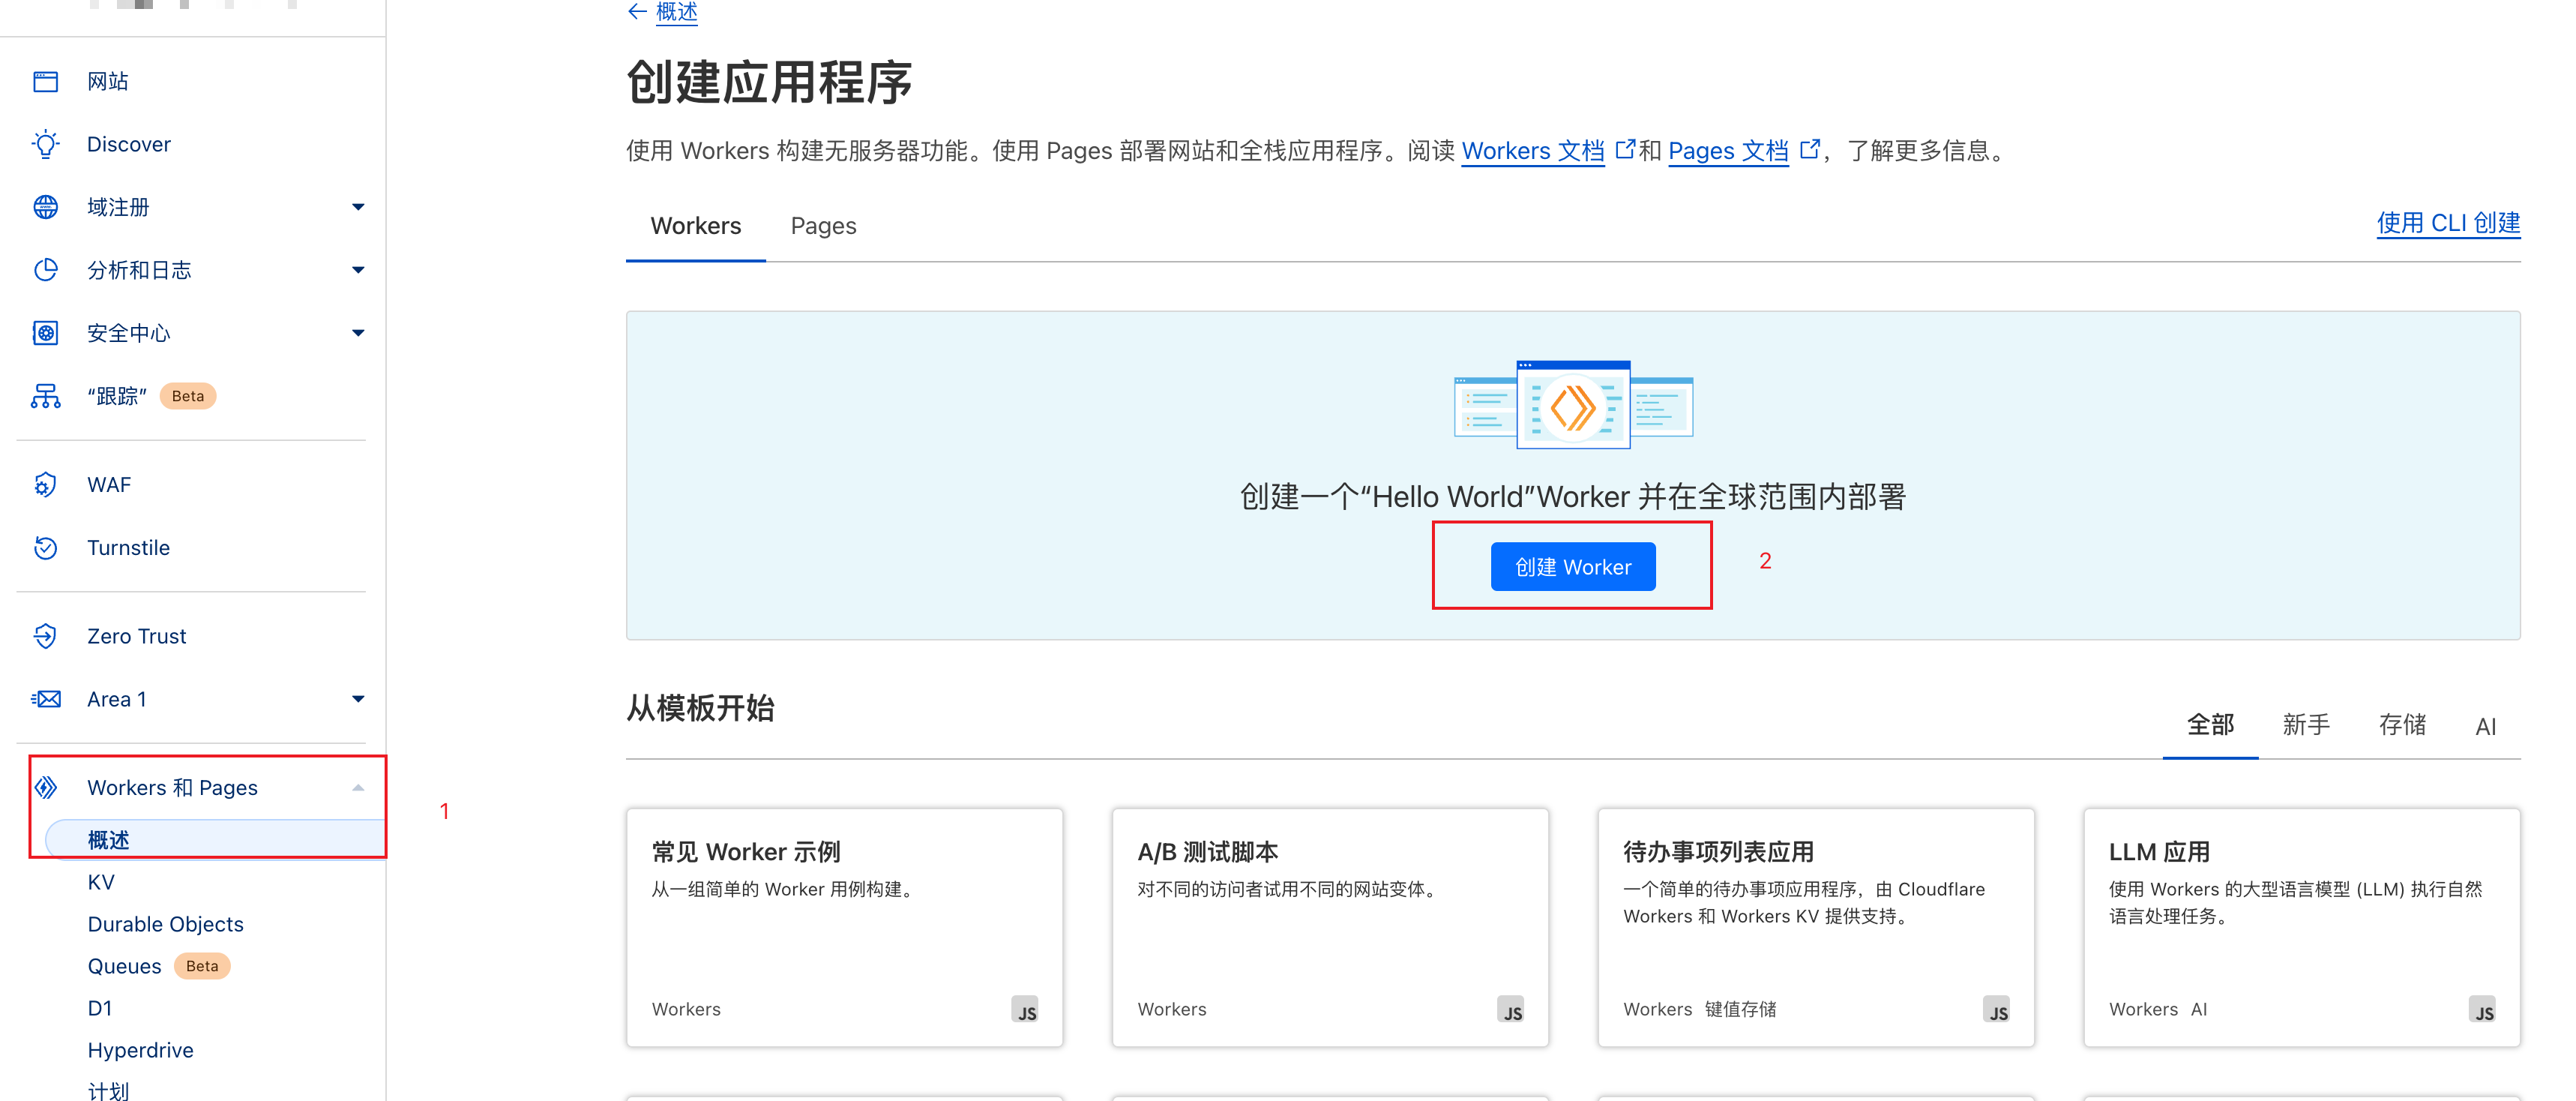 网站
Discover
域注册
分析和日志
安全中心
“跟踪” Beta
WAF
Turnstile
Zero Trust
Area 1
Workers 和 Pages
概述
KV
Durable Objects
Queues Beta
D1
Hyperdrive
计划
1
← 概述
创建应用程序
使用 Workers 构建无服务器功能。使用 Pages 部署网站和全栈应用程序。阅读 Workers 文档 和 Pages 文档 ，了解更多信息。
Workers Pages
使用 CLI 创建
创建一个“Hello World”Worker 并在全球范围内部署
创建 Worker
2
从模板开始
全部 新手 存储 AI
常见 Worker 示例
从一组简单的 Worker 用例构建。
Workers JS
A/B 测试脚本
对不同的访问者试用不同的网站变体。
Workers JS
待办事项列表应用
一个简单的待办事项应用程序，由 Cloudflare
Workers 和 Workers KV 提供支持。
Workers 键值存储 JS
LLM 应用
使用 Workers 的大型语言模型 (LLM) 执行自然
语言处理任务。
Workers AI JS